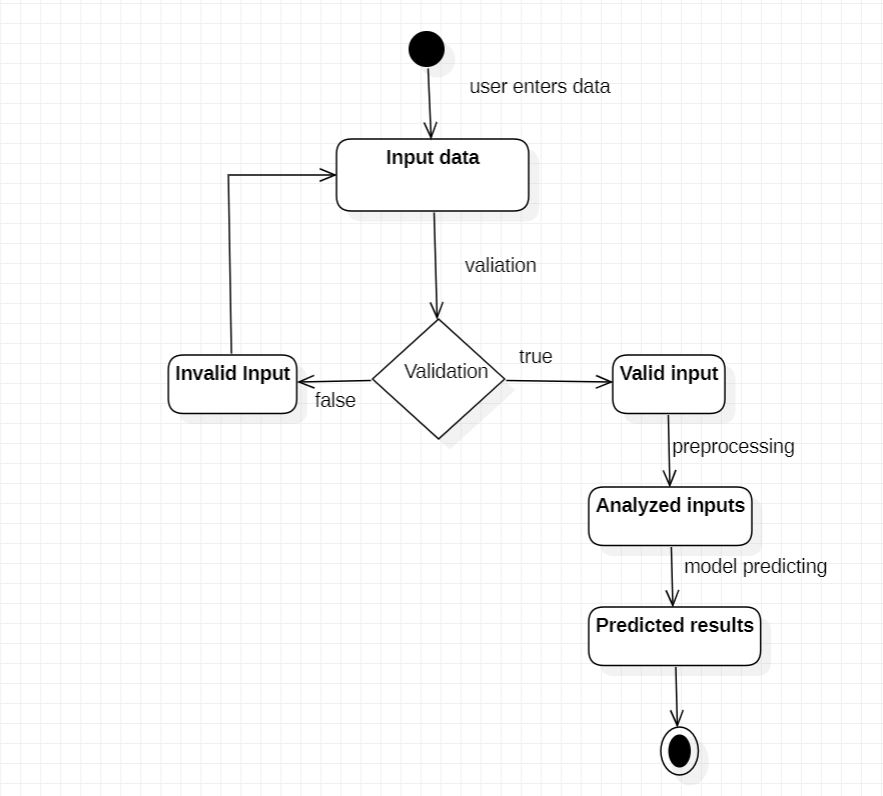 user enters data
Input data
valiation
Validation
true
false
Invalid Input
Valid input
preprocessing
Analyzed inputs
model predicting
Predicted results